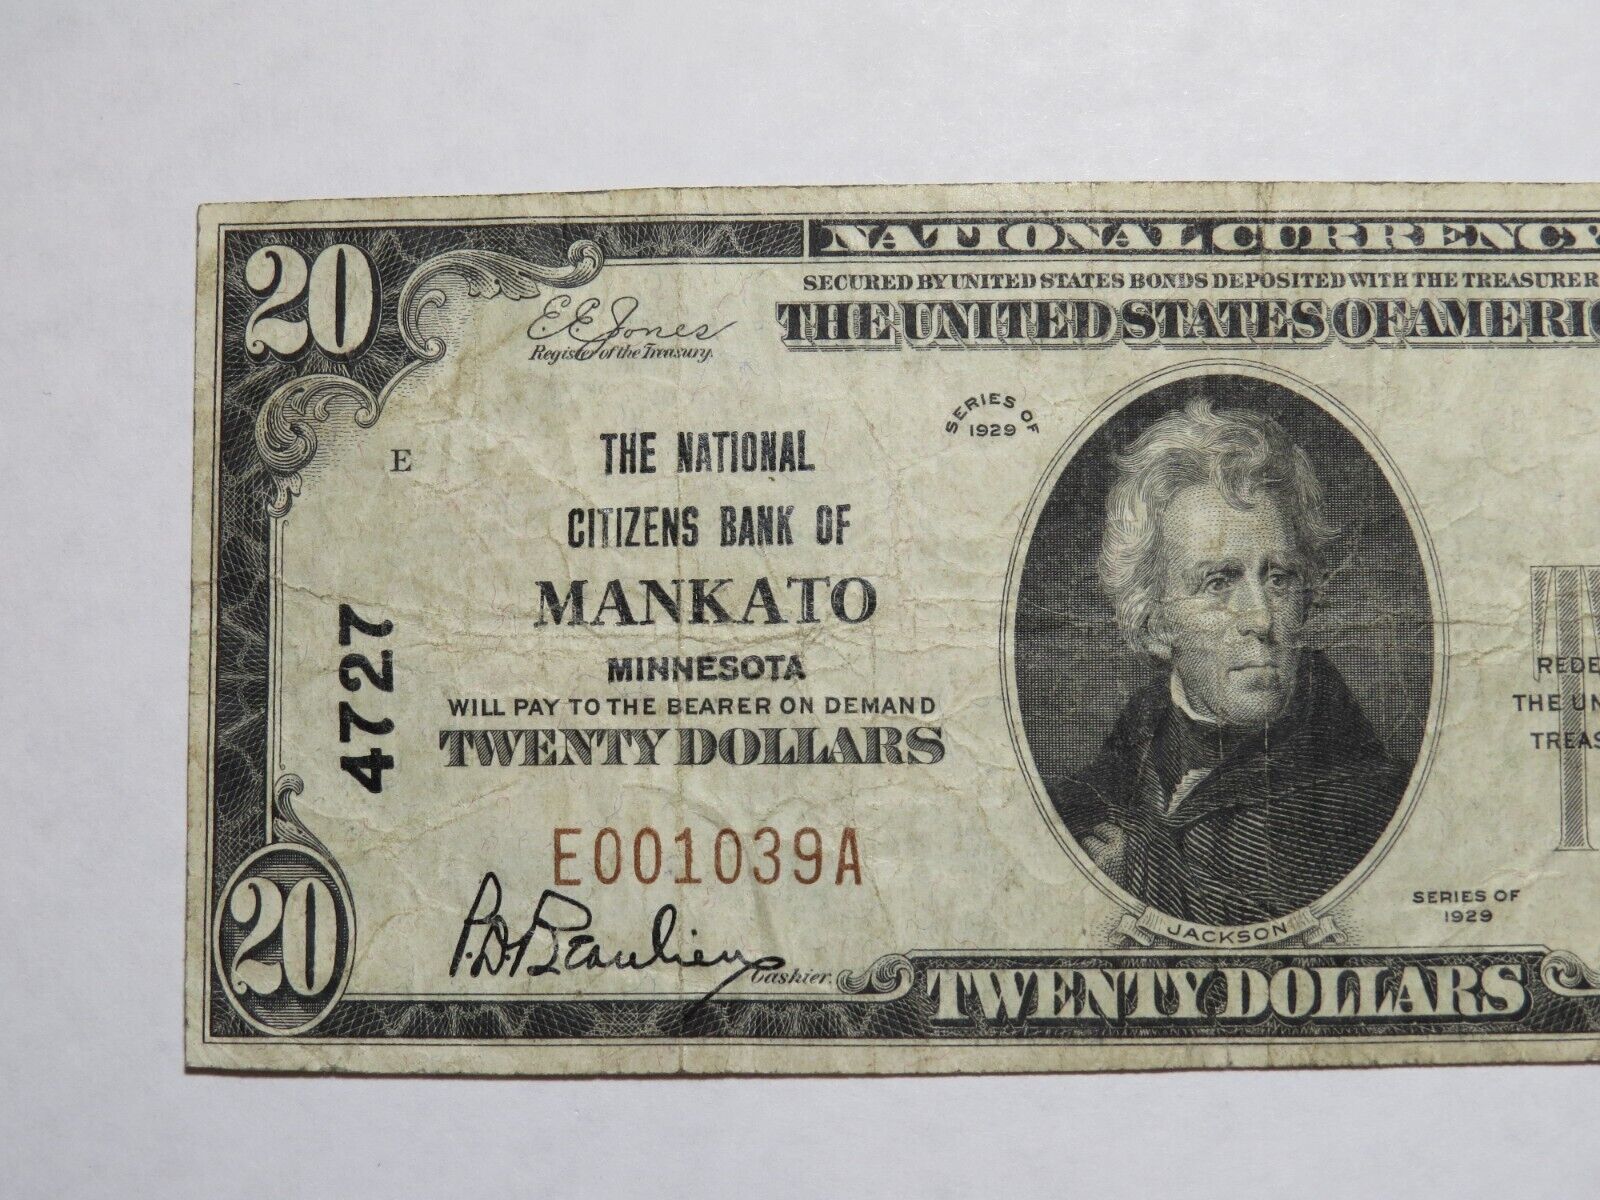 NATIONAL CURRENCY
SECURED BY UNITED STATES BONDS DEPOSITED WITH THE TREASURER
THE UNITED STATES OF AMERIC
20
E.E. Jones
Register of the Treasury.
SERIES OF
1929
E
THE NATIONAL
CITIZENS BANK OF
MANKATO
MINNESOTA
WILL PAY TO THE BEARER ON DEMAND
TWENTY DOLLARS
4727
REDE
THE UN
TREAS
E001039A
20
P.D. Beaulieu
Cashier.
JACKSON
SERIES OF
1929
TWENTY DOLLARS